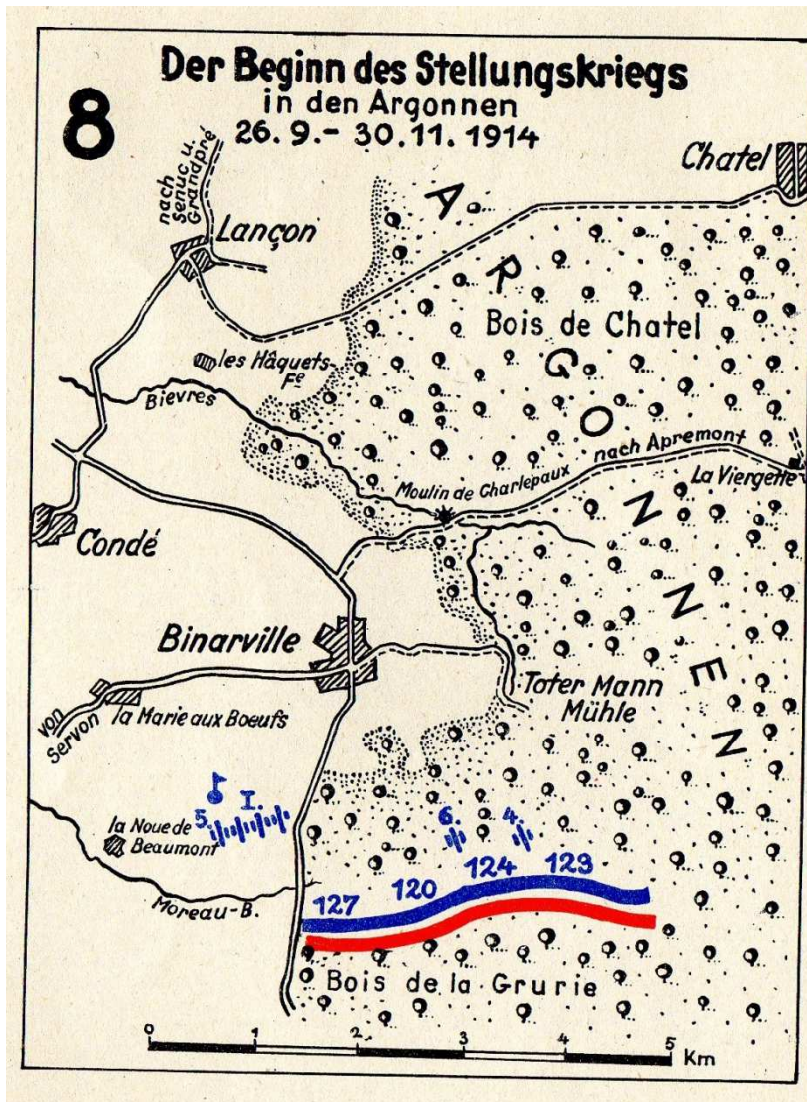 Der Beginn des Stellungskriegs
in den Argonnen
26.9.- 30.11.1914
8
Chatel
nach
Senuc u.
Grandpré
Lançon
ARGONNEN
Bois de Chatel
les Hâquets
Fe
Bievres
nach Apremont
La Viergette
Moulin de Charlepaux
Condé
Binarville
Toter Mann
Mühle
von
Servon
la Marie aux Boeufs
5. I.
la Noue de
Beaumont
6. 4.
127 120 124 123
Moreau-B.
Bois de la Grurie
0 1 2 3 4 5
Km